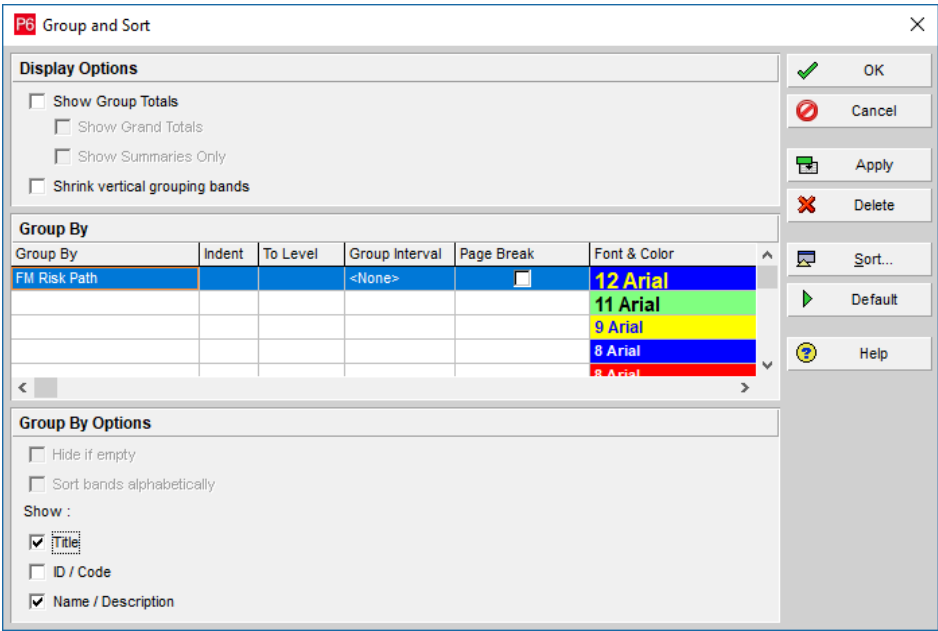 P6 Group and Sort
Display Options
Show Group Totals
Show Grand Totals
Show Summaries Only
Shrink vertical grouping bands
Group By
Group By Indent To Level Group Interval Page Break Font & Color
FM Risk Path <None> 12 Arial
11 Arial
9 Arial
8 Arial
8 Arial
Group By Options
Hide if empty
Sort bands alphabetically
Show :
Title
ID / Code
Name / Description
OK
Cancel
Apply
Delete
Sort...
Default
Help